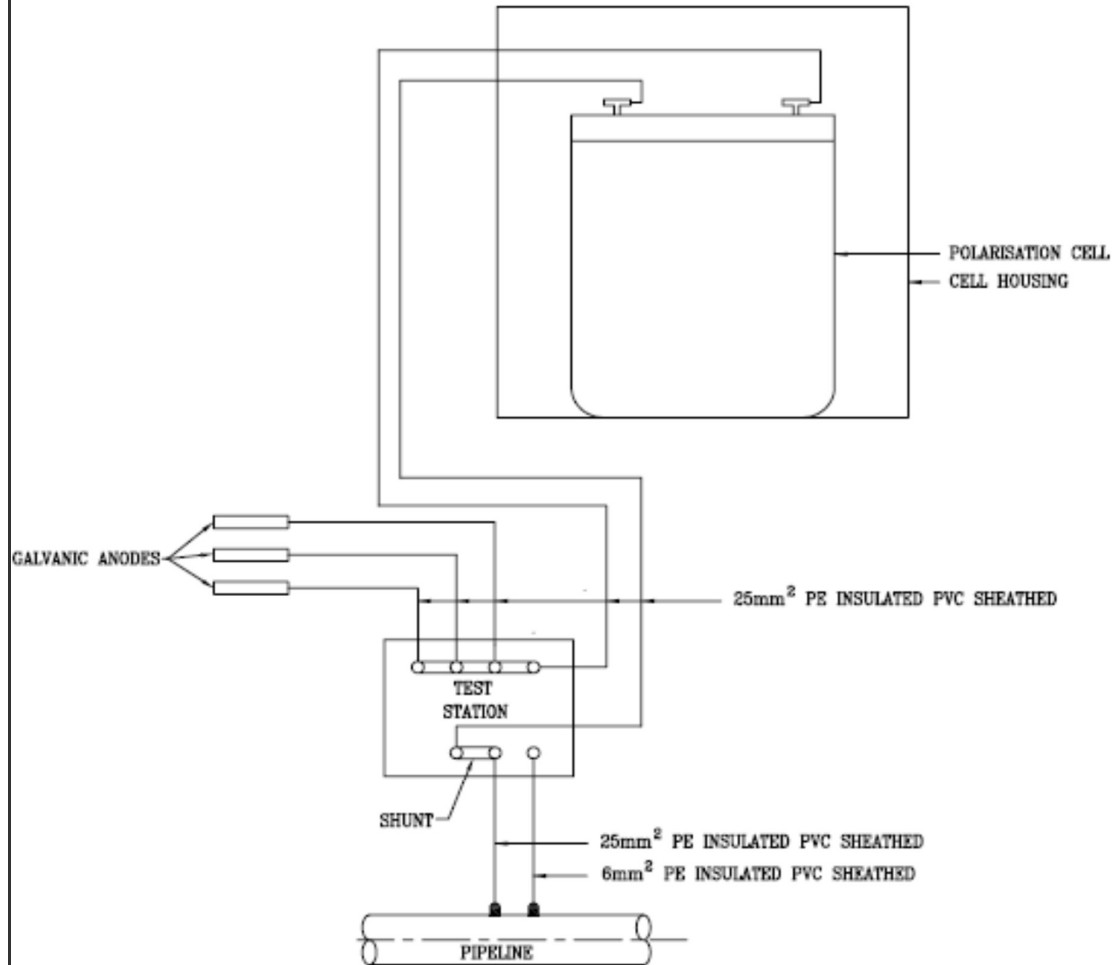 POLARISATION CELL
CELL HOUSING
GALVANIC ANODES
25mm² PE INSULATED PVC SHEATHED
TEST
STATION
SHUNT
25mm² PE INSULATED PVC SHEATHED
6mm² PE INSULATED PVC SHEATHED
PIPELINE